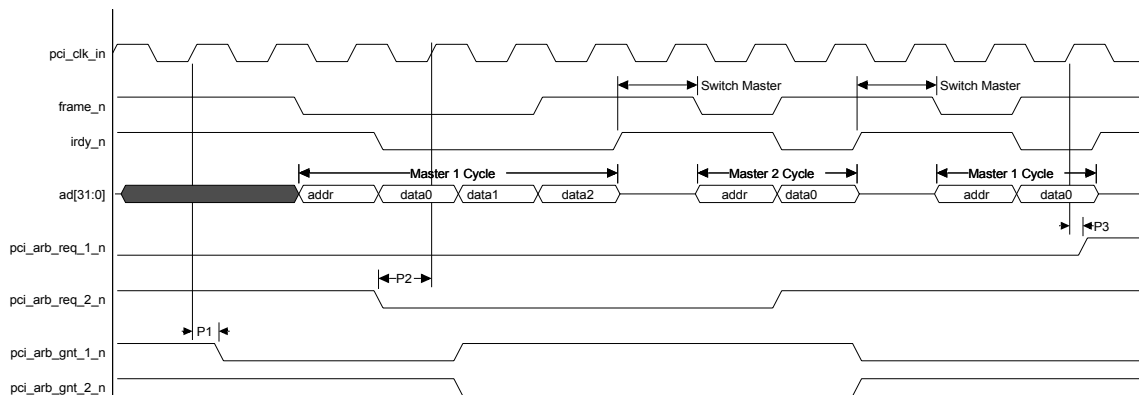 pci_clk_in
Switch Master
Switch Master
frame_n
irdy_n
Master 1 Cycle
Master 2 Cycle
Master 1 Cycle
ad[31:0]
addr
data0
data1
data2
addr
data0
addr
data0
P3
pci_arb_req_1_n
P2
pci_arb_req_2_n
P1
pci_arb_gnt_1_n
pci_arb_gnt_2_n